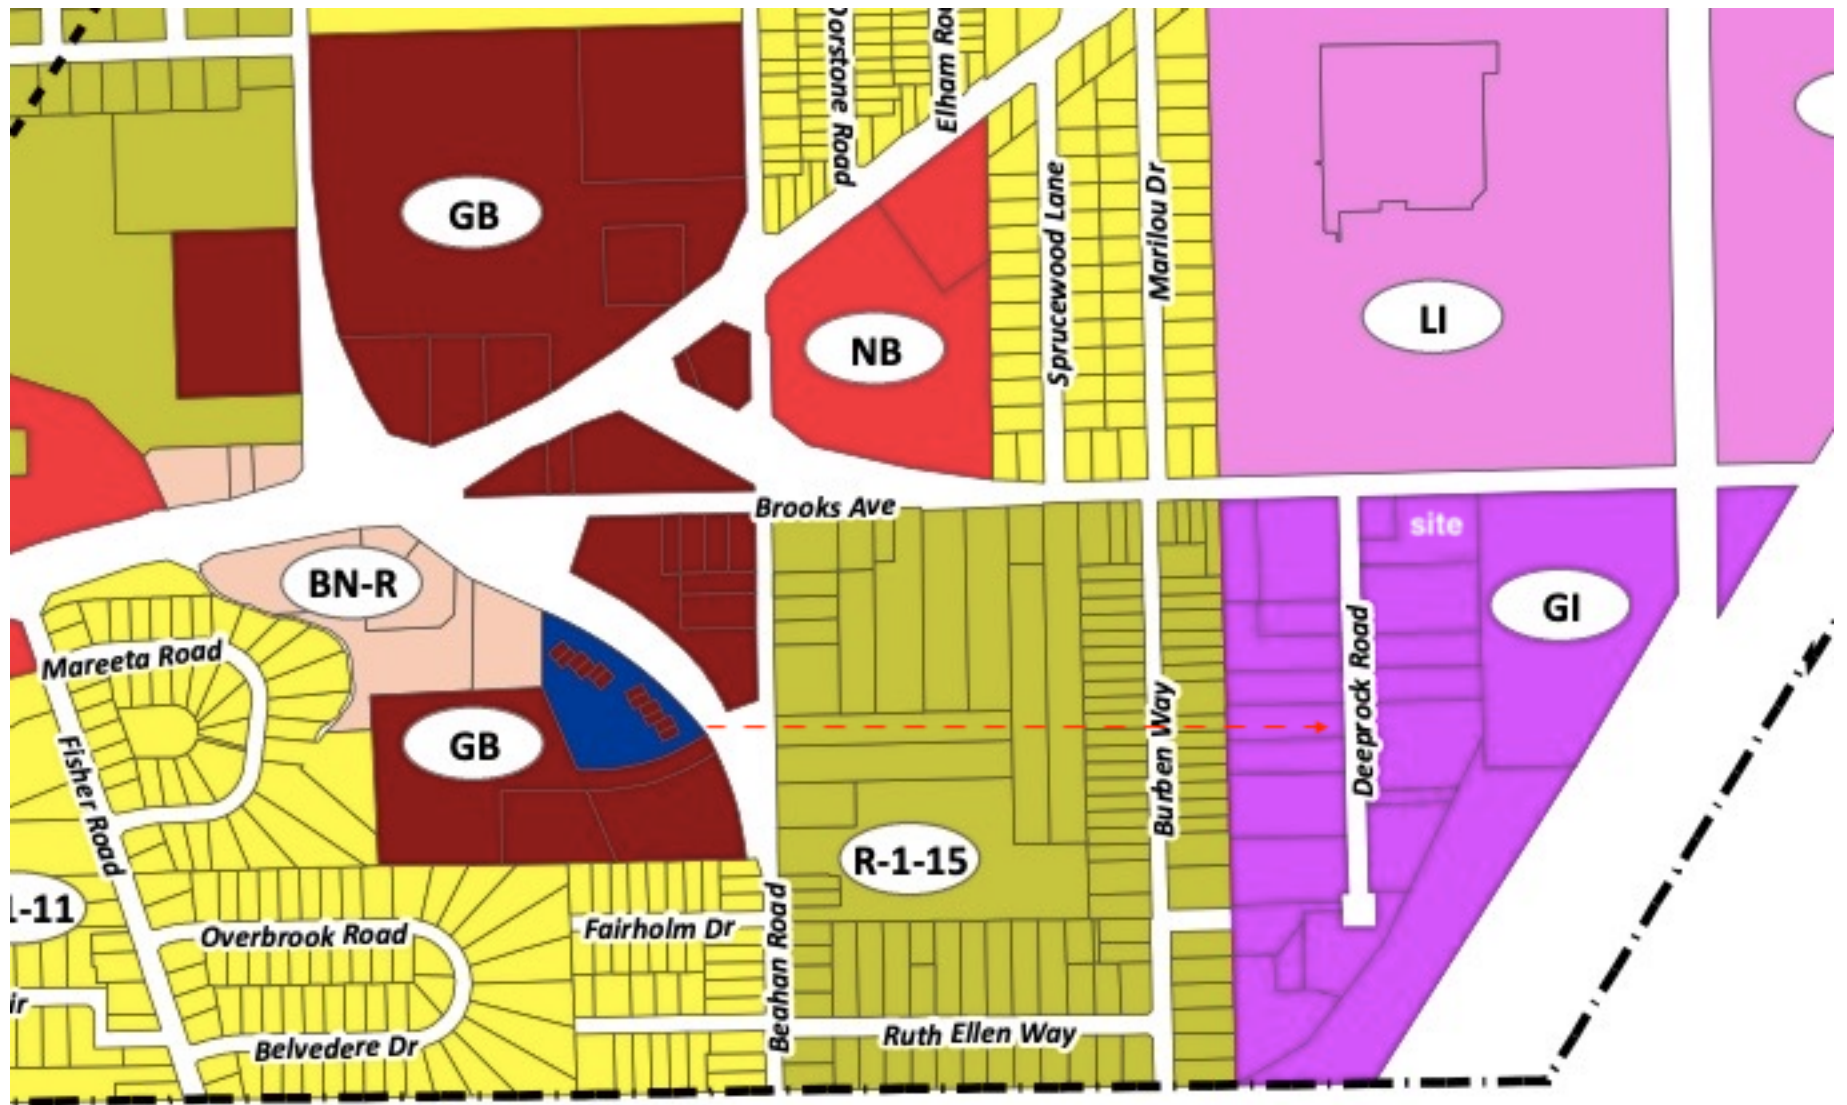 Dorstone Road
GB
NB
Sprucewood Lane
Marilou Dr
LI
Brooks Ave
site
BN-R
GI
Mareeta Road
Deeprock Road
GB
Fisher Road
Burben Way
R-1-15
1-11
Overbrook Road
Fairholm Dr
Beahan Road
ir
Belvedere Dr
Ruth Ellen Way